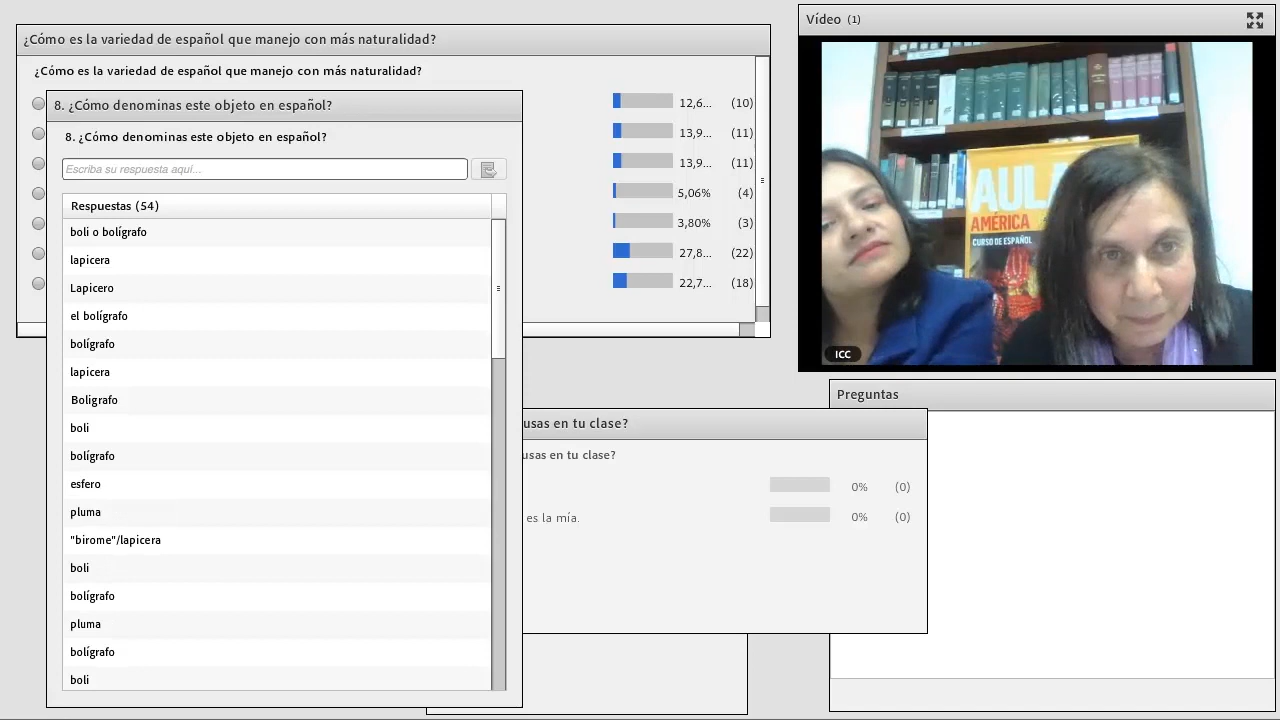 ¿Cómo es la variedad de español que manejo con más naturalidad?
¿Cómo es la variedad de español que manejo con más naturalidad?
12,6... (10)
13,9... (11)
13,9... (11)
5,06% (4)
3,80% (3)
27,8... (22)
22,7... (18)
8. ¿Cómo denominas este objeto en español?
8. ¿Cómo denominas este objeto en español?
Escriba su respuesta aquí...
Respuestas (54)
boli o bolígrafo
lapicera
Lapicero
el bolígrafo
bolígrafo
lapicera
Boligrafo
boli
bolígrafo
esfero
pluma
"birome"/lapicera
boli
bolígrafo
pluma
bolígrafo
boli
usas en tu clase?
usas en tu clase?
0% (0)
es la mía. 0% (0)
Vídeo (1)
AULA
AMÉRICA
CURSO DE ESPAÑOL
ICC
Preguntas